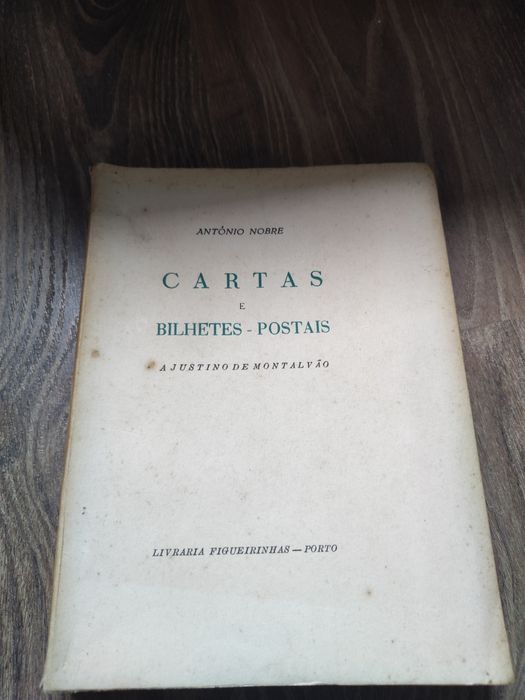 ANTÓNIO NOBRE
CARTAS
E
BILHETES - POSTAIS
A JUSTINO DE MONTALVÃO
LIVRARIA FIGUEIRINHAS — PORTO